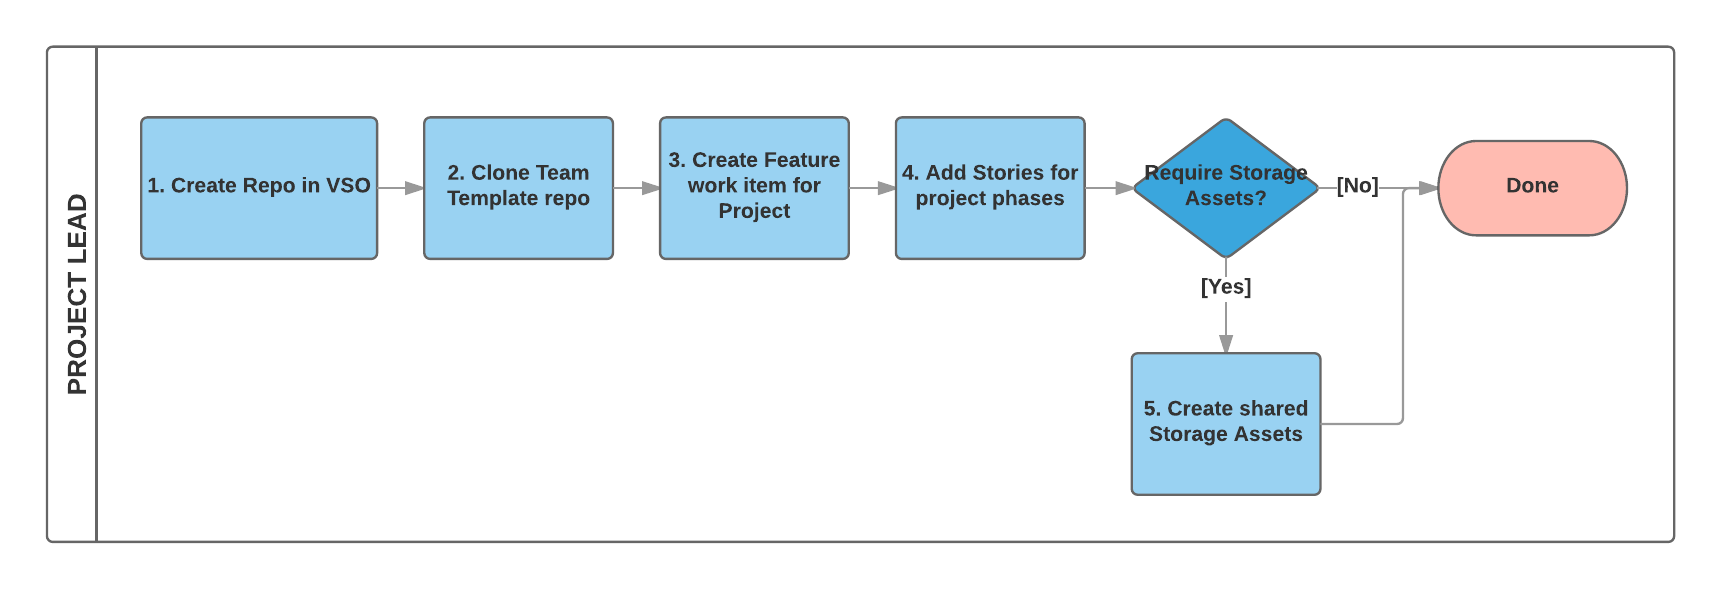 PROJECT LEAD
1. Create Repo in VSO
2. Clone Team
Template repo
3. Create Feature
work item for
Project
4. Add Stories for
project phases
Require Storage
Assets?
[No]
Done
[Yes]
5. Create shared
Storage Assets